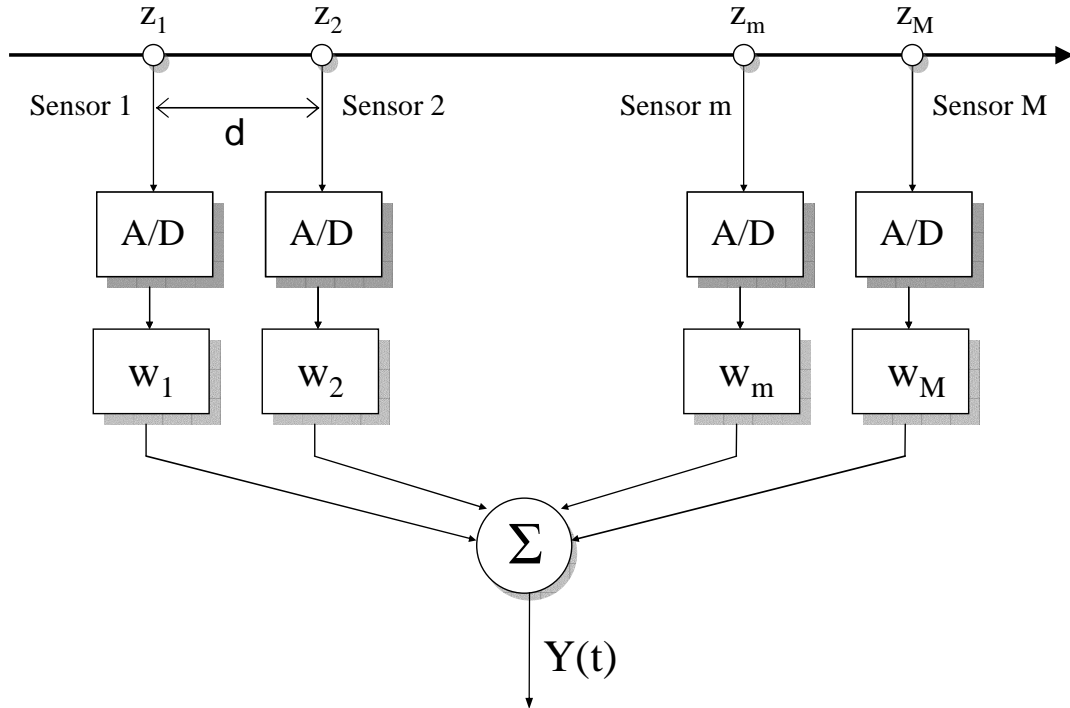 z1 z2 zm zM
Sensor 1 Sensor 2 Sensor m Sensor M
d
A/D A/D A/D A/D
w1 w2 wm wM
Σ
Y(t)